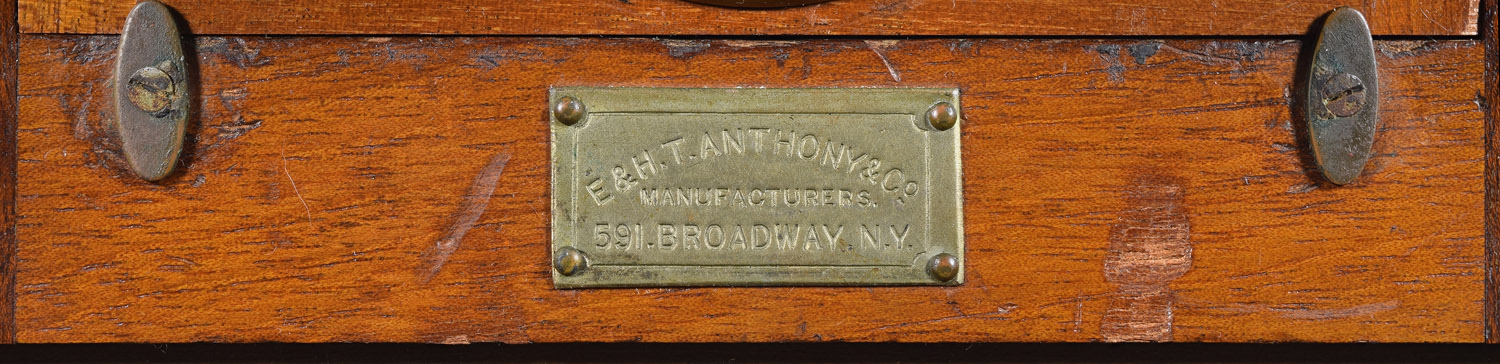 E & H. T. ANTHONY & Co.
MANUFACTURERS.
591. BROADWAY, N.Y.